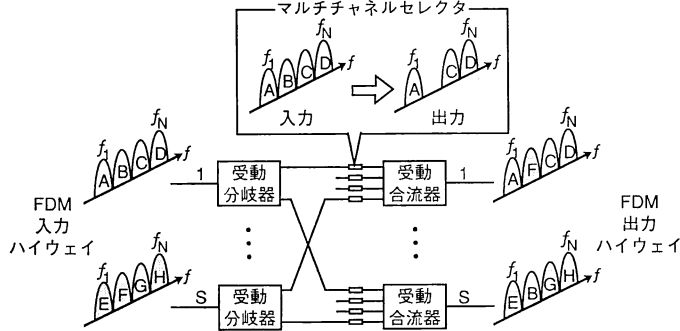 マルチチャネルセレクタ
f1 A B C D fN f
入力
f1 A C D fN f
出力
f1 A B C D fN f
1
受動
分岐器
受動
合流器
1
f1 A F C D fN f
FDM
入力
ハイウェイ
FDM
出力
ハイウェイ
f1 E F G H fN f
S
受動
分岐器
受動
合流器
S
f1 E B G H fN f